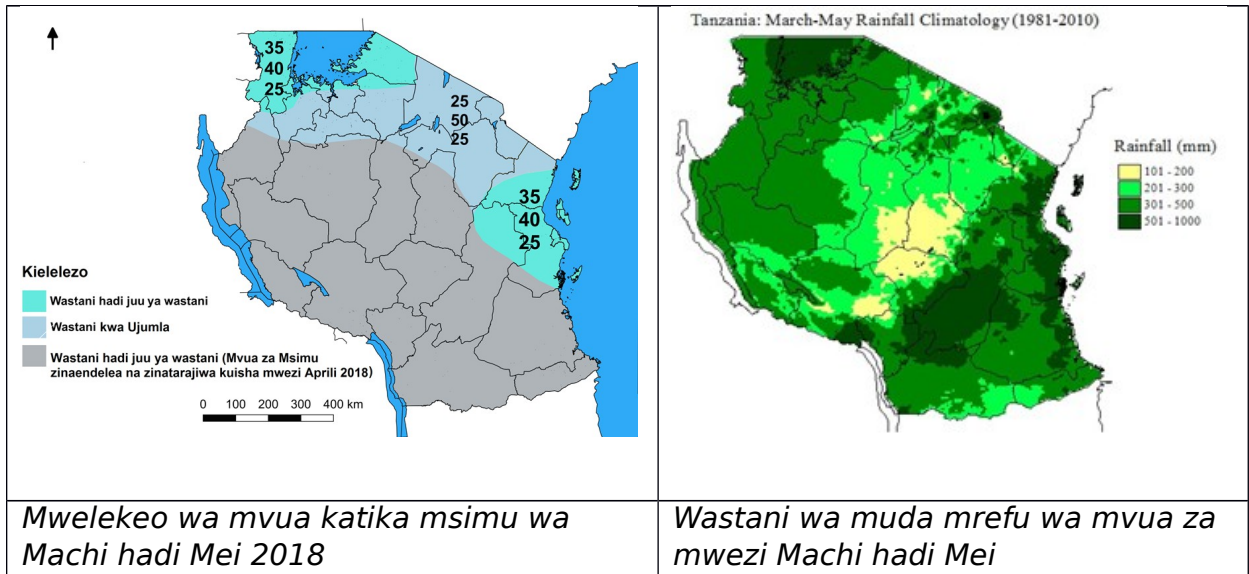 35
40
25
25
50
25
35
40
25
Kielelezo
Wastani hadi juu ya wastani
Wastani kwa Ujumla
Wastani hadi juu ya wastani (Mvua za Msimu
zinaendelea na zinatarajiwa kuisha mwezi Aprili 2018)
0 100 200 300 400 km
Tanzania: March-May Rainfall Climatology (1981-2010)
Rainfall (mm)
101 - 200
201 - 300
301 - 500
501 - 1000
Mwelekeo wa mvua katika msimu wa
Machi hadi Mei 2018
Wastani wa muda mrefu wa mvua za
mwezi Machi hadi Mei